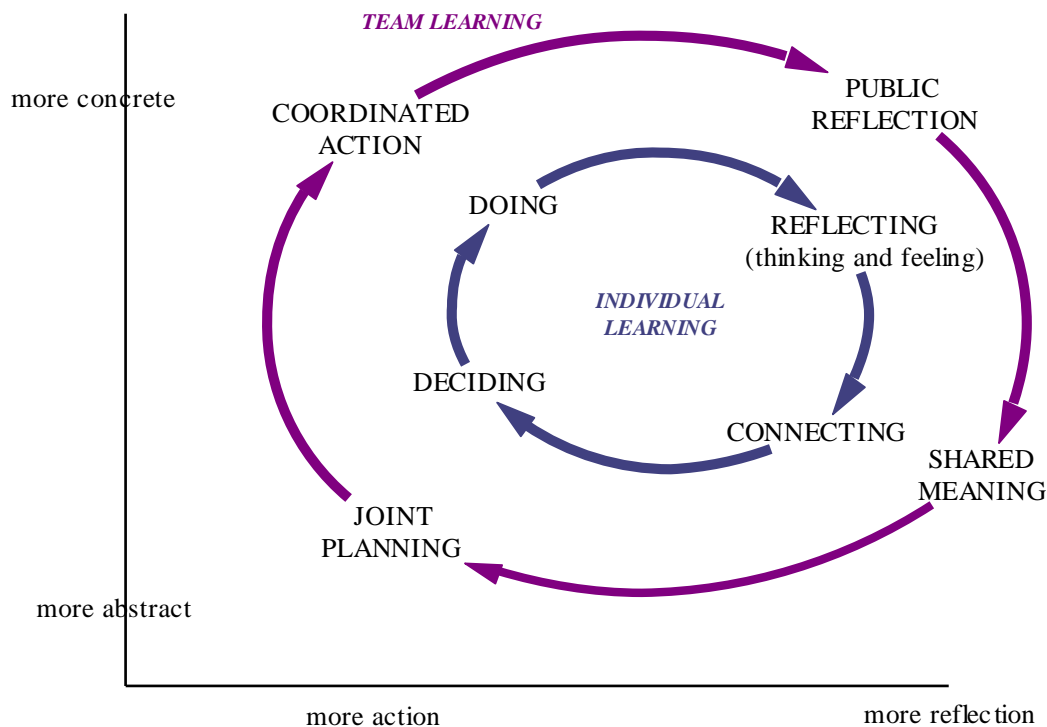 TEAM LEARNING
more concrete
PUBLIC
REFLECTION
COORDINATED
ACTION
DOING
REFLECTING
(thinking and feeling)
INDIVIDUAL
LEARNING
DECIDING
CONNECTING
SHARED
MEANING
JOINT
PLANNING
more abstract
more action
more reflection